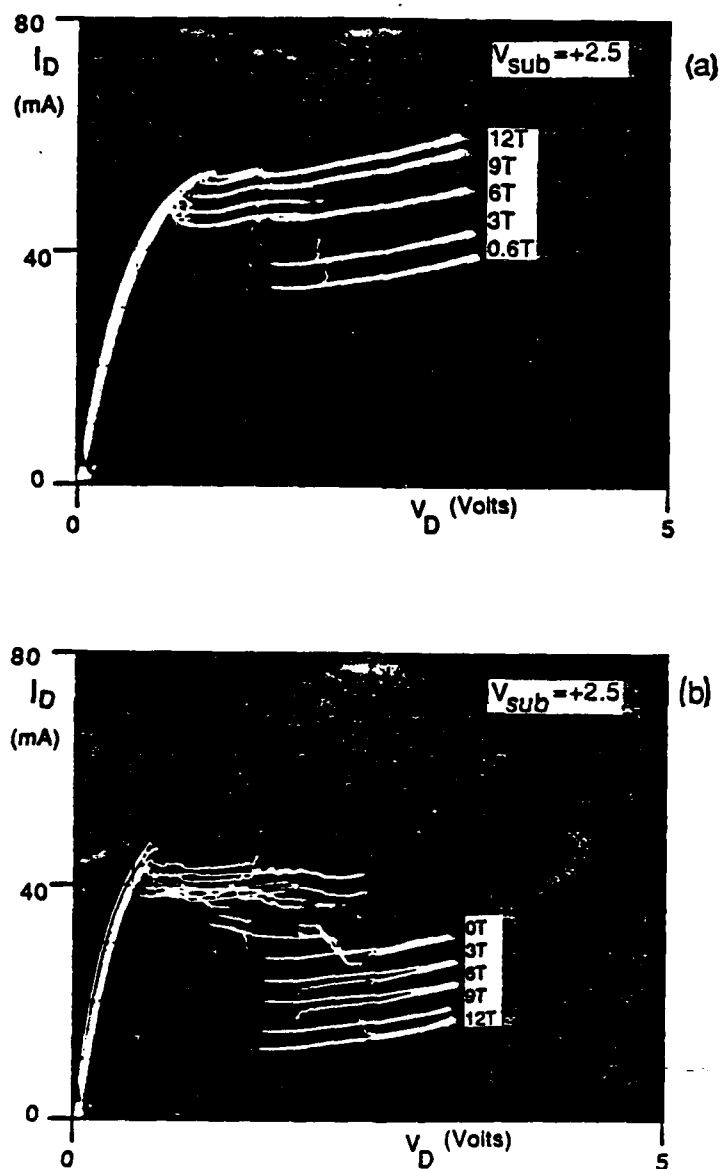 80
I_D
(mA)
V_sub=+2.5
(a)
12T
9T
6T
3T
0.6T
40
0
0
V_D (Volts)
5
80
I_D
(mA)
V_sub=+2.5
(b)
40
0T
3T
6T
9T
12T
0
0
V_D (Volts)
5